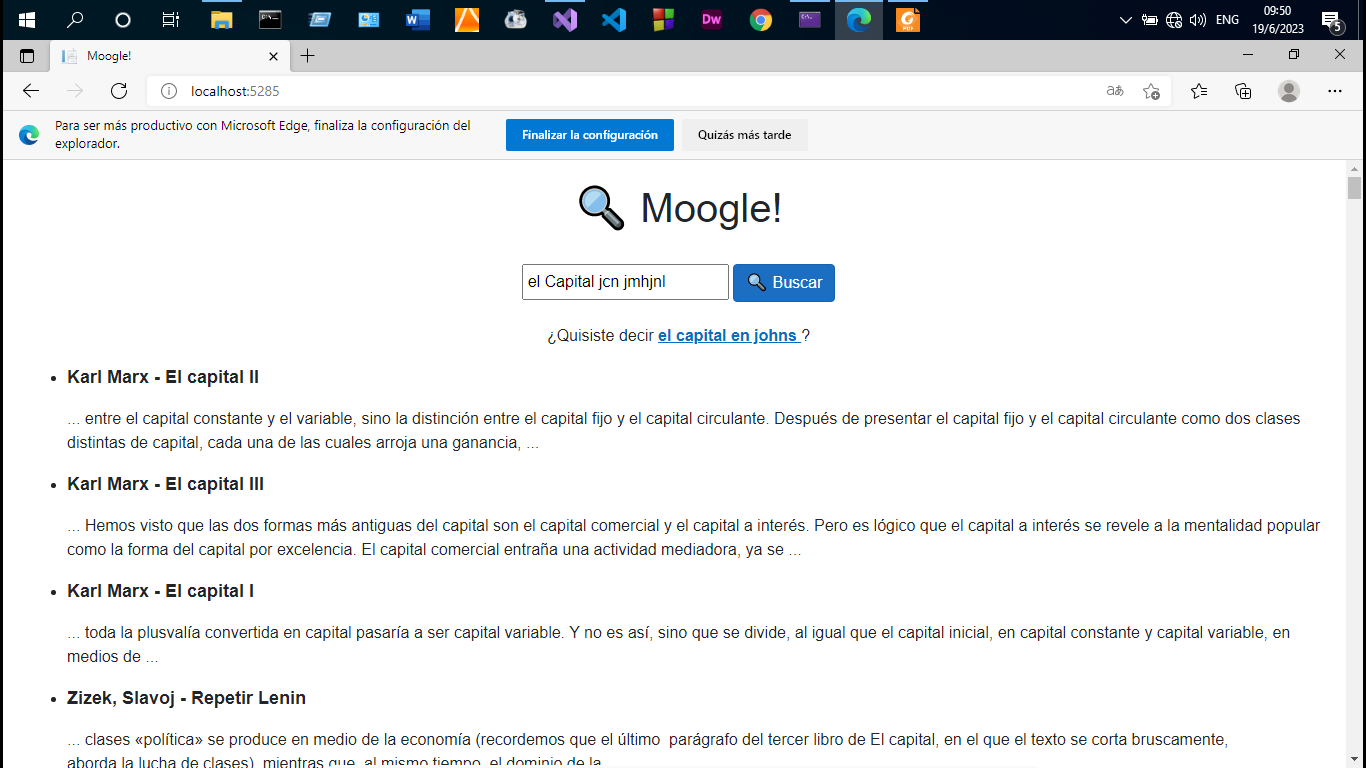 ENG
09:50
19/6/2023
5
Moogle!
localhost:5285
Para ser más productivo con Microsoft Edge, finaliza la configuración del
explorador.
Finalizar la configuración
Quizás más tarde
Moogle!
el Capital jcn jmhjnl
Buscar
¿Quisiste decir el capital en johns ?
Karl Marx - El capital II
... entre el capital constante y el variable, sino la distinción entre el capital fijo y el capital circulante. Después de presentar el capital fijo y el capital circulante como dos clases
distintas de capital, cada una de las cuales arroja una ganancia, ...
Karl Marx - El capital III
... Hemos visto que las dos formas más antiguas del capital son el capital comercial y el capital a interés. Pero es lógico que el capital a interés se revele a la mentalidad popular
como la forma del capital por excelencia. El capital comercial entraña una actividad mediadora, ya se ...
Karl Marx - El capital I
... toda la plusvalía convertida en capital pasaría a ser capital variable. Y no es así, sino que se divide, al igual que el capital inicial, en capital constante y capital variable, en
medios de ...
Zizek, Slavoj - Repetir Lenin
... clases «política» se produce en medio de la economía (recordemos que el último párrafo del tercer libro de El capital, en el que el texto se corta bruscamente,
aborda la lucha de clases), mientras que, al mismo tiempo, el dominio de la